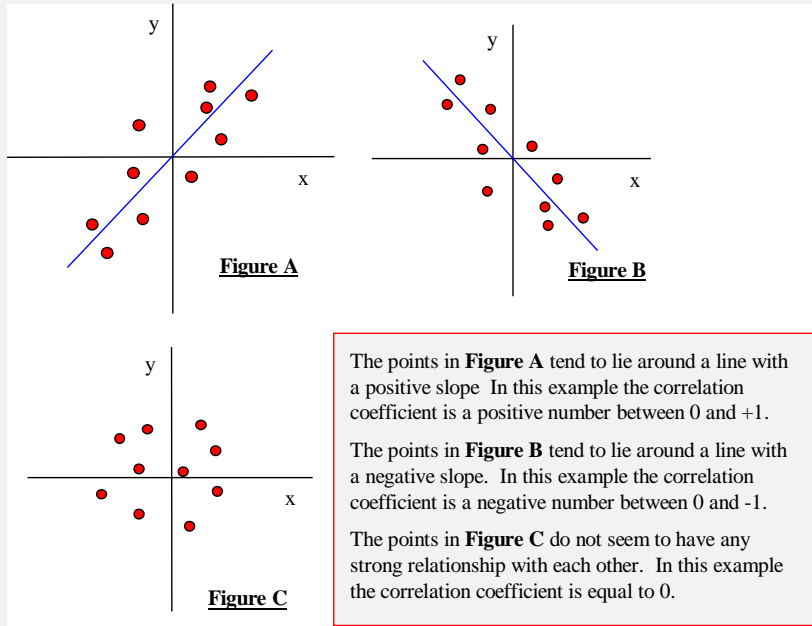 y
x
Figure A
y
x
Figure B
y
x
Figure C
The points in Figure A tend to lie around a line with
a positive slope In this example the correlation
coefficient is a positive number between 0 and +1.
The points in Figure B tend to lie around a line with
a negative slope. In this example the correlation
coefficient is a negative number between 0 and -1.
The points in Figure C do not seem to have any
strong relationship with each other. In this example
the correlation coefficient is equal to 0.